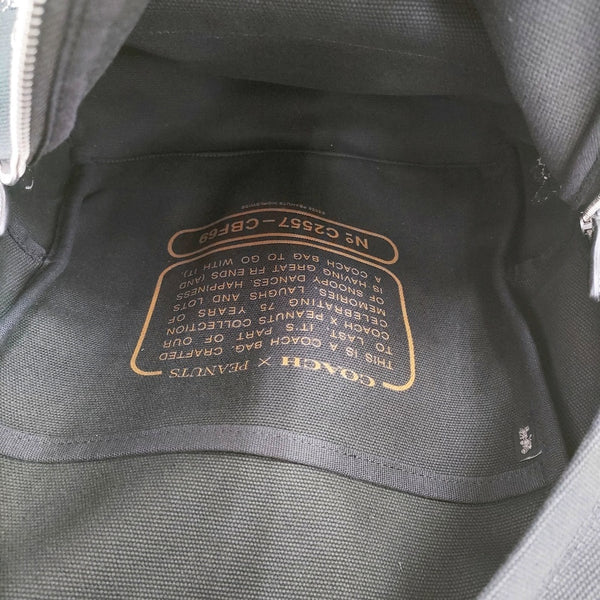 COACH × PEANUTS
THIS IS A COACH BAG. CRAFTED
TO LAST, IT'S PART OF OUR
COACH X PEANUTS COLLECTION
CELEBRATING 75 YEARS OF
MEMORIES, LAUGHS AND LOTS
OF SNOOPY DANCES. HAPPINESS
IS HAVING GREAT FRIENDS (AND
A COACH BAG TO GO WITH IT).
Nº C2557-CBF69